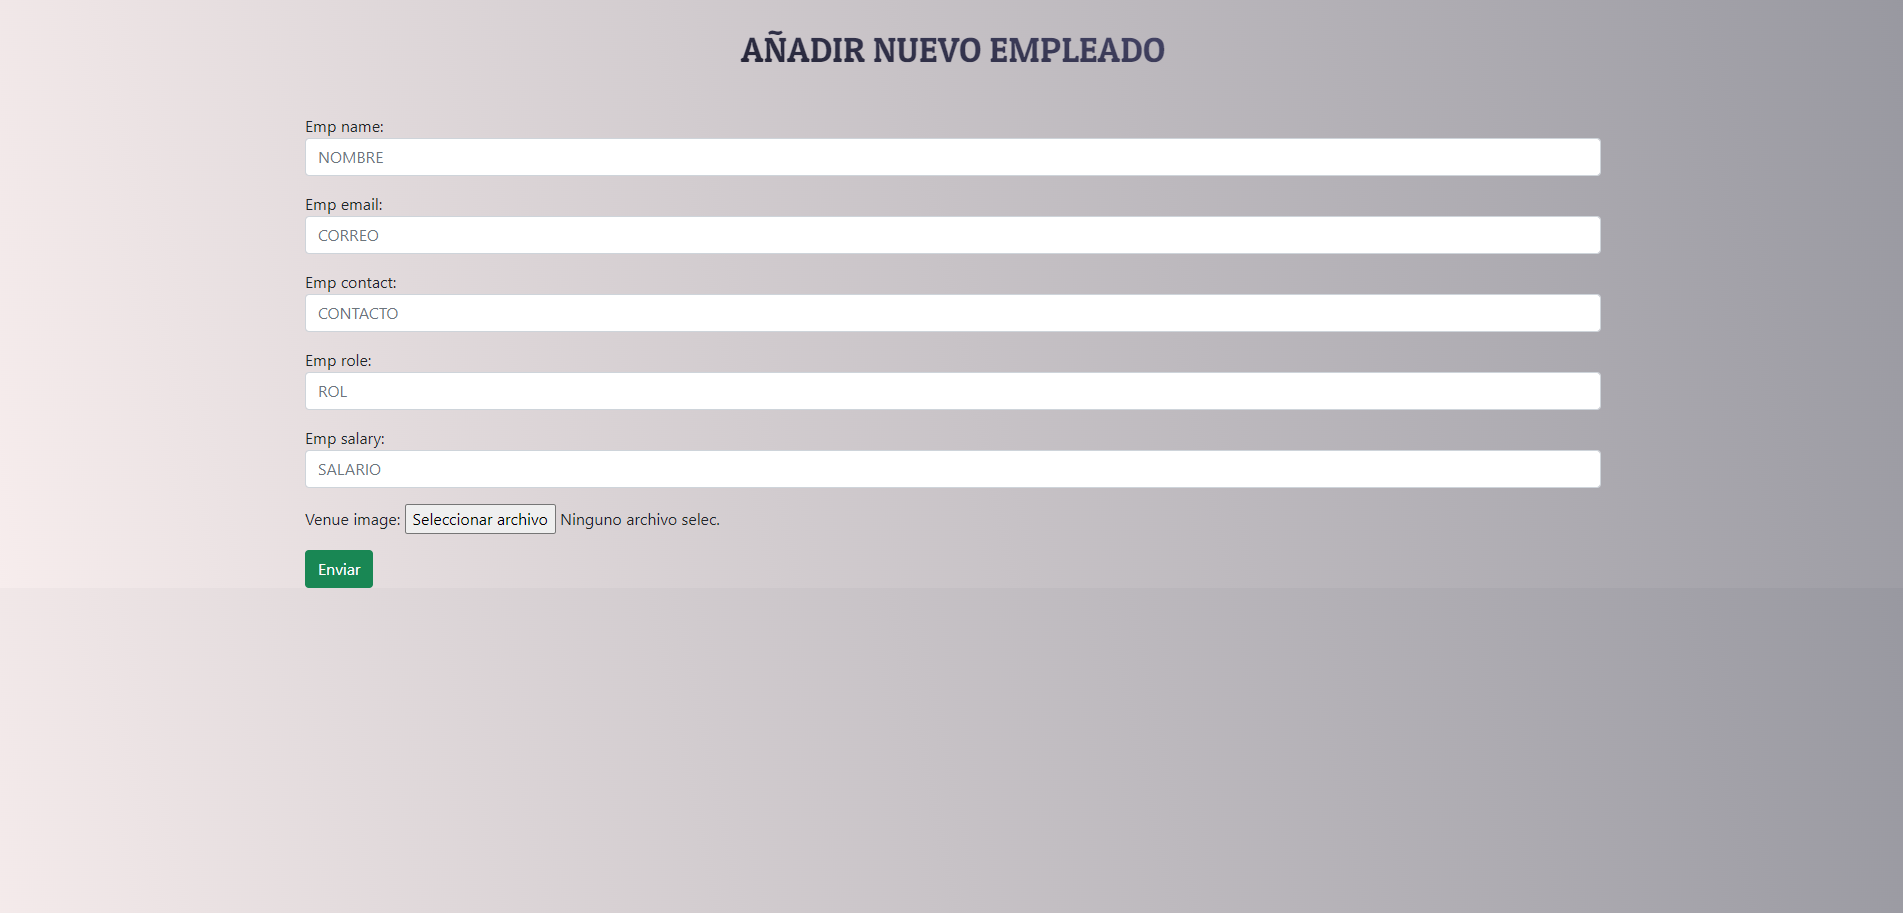 AÑADIR NUEVO EMPLEADO
Emp name:
NOMBRE
Emp email:
CORREO
Emp contact:
CONTACTO
Emp role:
ROL
Emp salary:
SALARIO
Venue image: Seleccionar archivo Ninguno archivo selec.
Enviar